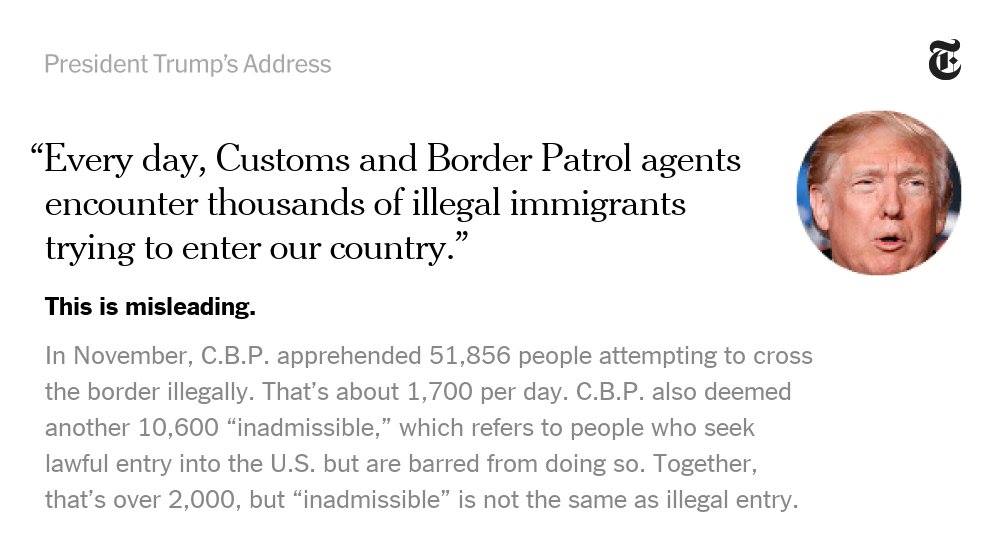 President Trump's Address
T
“Every day, Customs and Border Patrol agents
encounter thousands of illegal immigrants
trying to enter our country.”
This is misleading.
In November, C.B.P. apprehended 51,856 people attempting to cross
the border illegally. That's about 1,700 per day. C.B.P. also deemed
another 10,600 “inadmissible,” which refers to people who seek
lawful entry into the U.S. but are barred from doing so. Together,
that's over 2,000, but “inadmissible” is not the same as illegal entry.